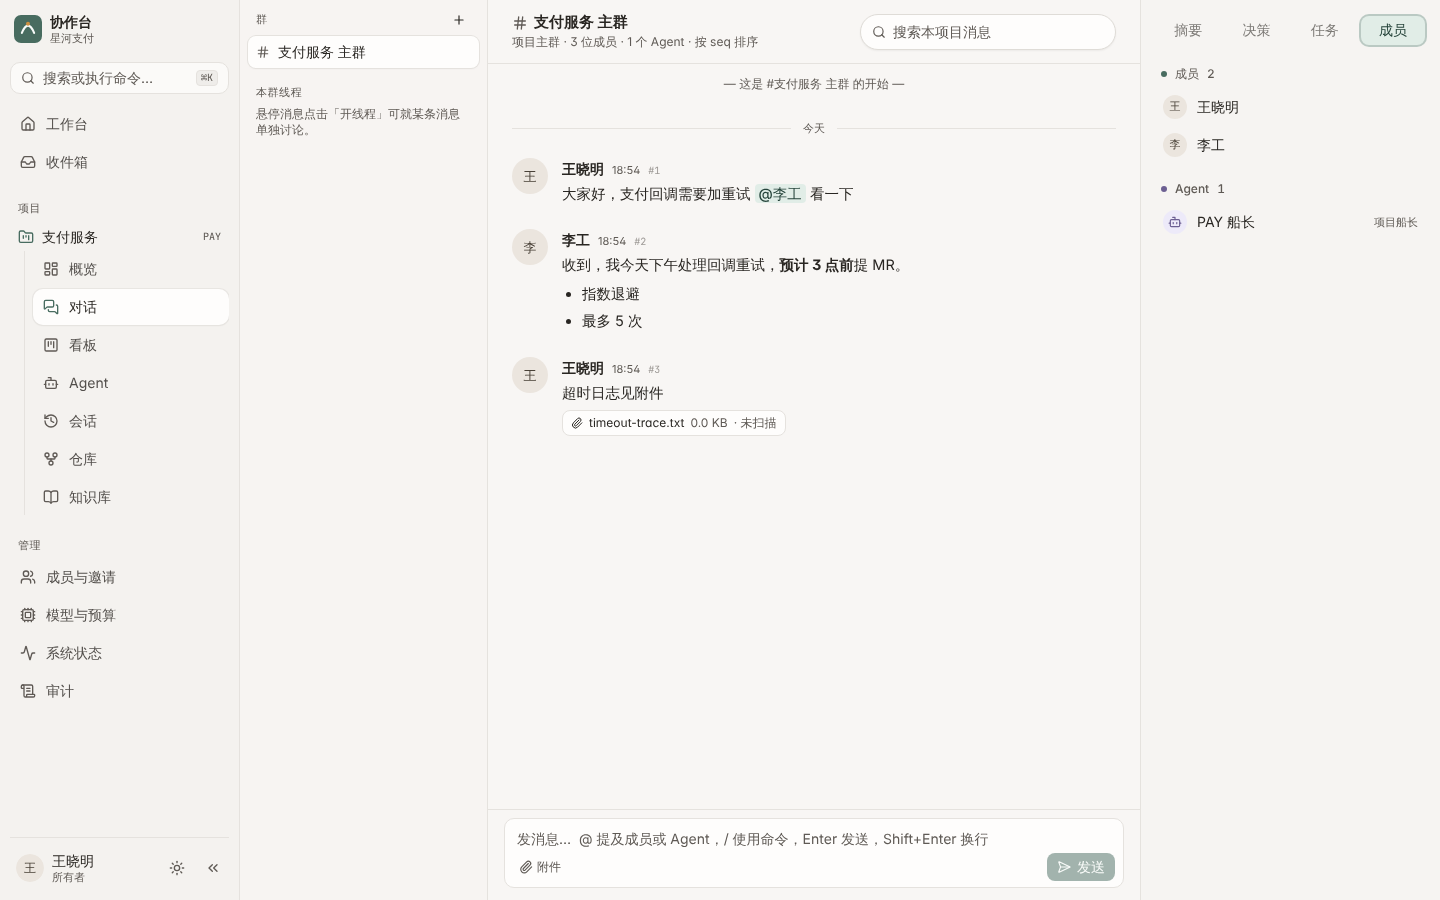 协作台
星河支付
搜索或执行命令... ⌘K
工作台
收件箱
项目
支付服务 PAY
概览
对话
看板
Agent
会话
仓库
知识库
管理
成员与邀请
模型与预算
系统状态
审计
王 王晓明
所有者
群
# 支付服务 主群
本群线程
悬停消息点击「开线程」可就某条消息
单独讨论。
# 支付服务 主群
项目主群 · 3 位成员 · 1 个 Agent · 按 seq 排序
搜索本项目消息
— 这是 #支付服务 主群 的开始 —
今天
王 王晓明 18:54 #1
大家好，支付回调需要加重试 @李工 看一下
李 李工 18:54 #2
收到，我今天下午处理回调重试，预计 3 点前提 MR。
• 指数退避
• 最多 5 次
王 王晓明 18:54 #3
超时日志见附件
timeout-trace.txt 0.0 KB · 未扫描
发消息... @ 提及成员或 Agent，/ 使用命令，Enter 发送，Shift+Enter 换行
附件
发送
摘要 决策 任务 成员
成员 2
王 王晓明
李 李工
Agent 1
PAY 船长 项目船长